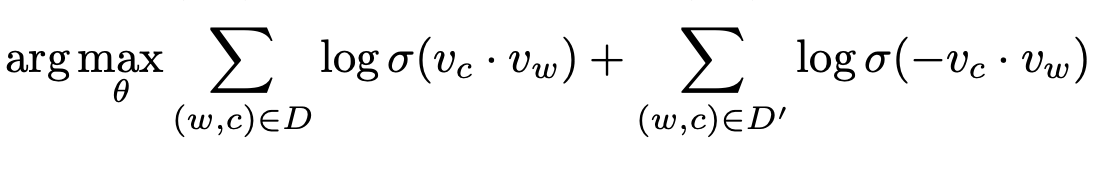 arg max_θ ∑_{(w,c)∈D} log σ(v_c · v_w) + ∑_{(w,c)∈D′} log σ(−v_c · v_w)